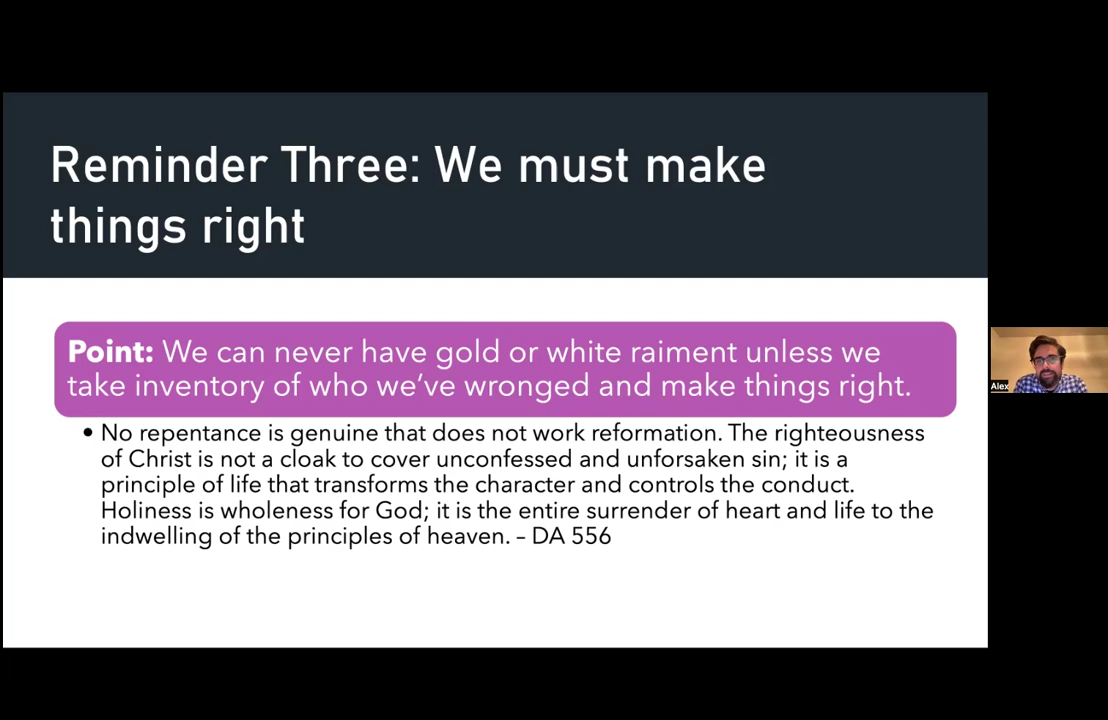 Reminder Three: We must make
things right
Point: We can never have gold or white raiment unless we
take inventory of who we've wronged and make things right.
• No repentance is genuine that does not work reformation. The righteousness
of Christ is not a cloak to cover unconfessed and unforsaken sin; it is a
principle of life that transforms the character and controls the conduct.
Holiness is wholeness for God; it is the entire surrender of heart and life to the
indwelling of the principles of heaven. – DA 556
Alex